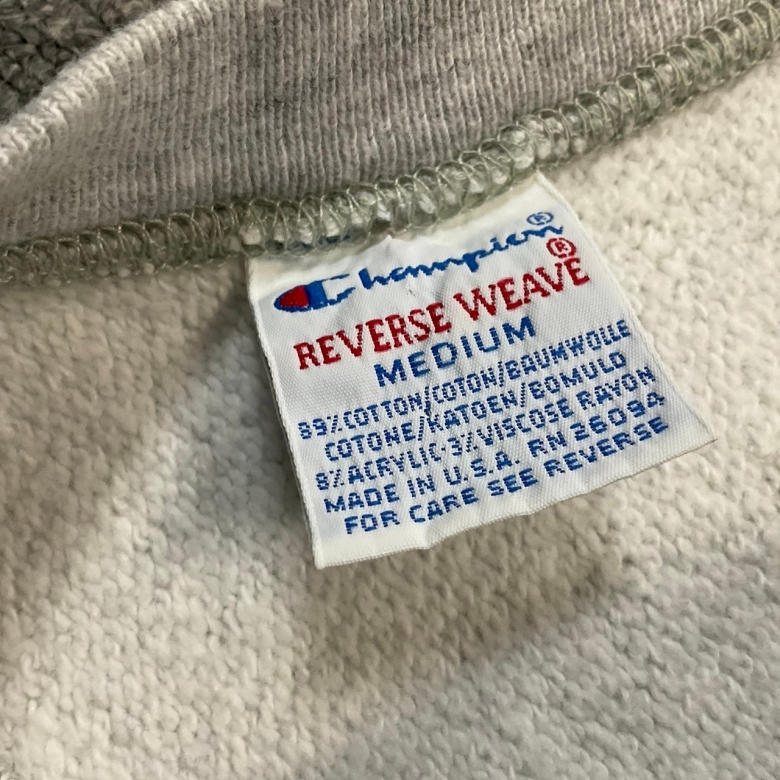 Champion®
REVERSE WEAVE®
MEDIUM
89%COTTON/COTON/BAUMWOLLE
COTONE/KATOEN/BOMULD
8%ACRYLIC-3%VISCOSE RAYON
MADE IN U.S.A. RN 26094
FOR CARE SEE REVERSE